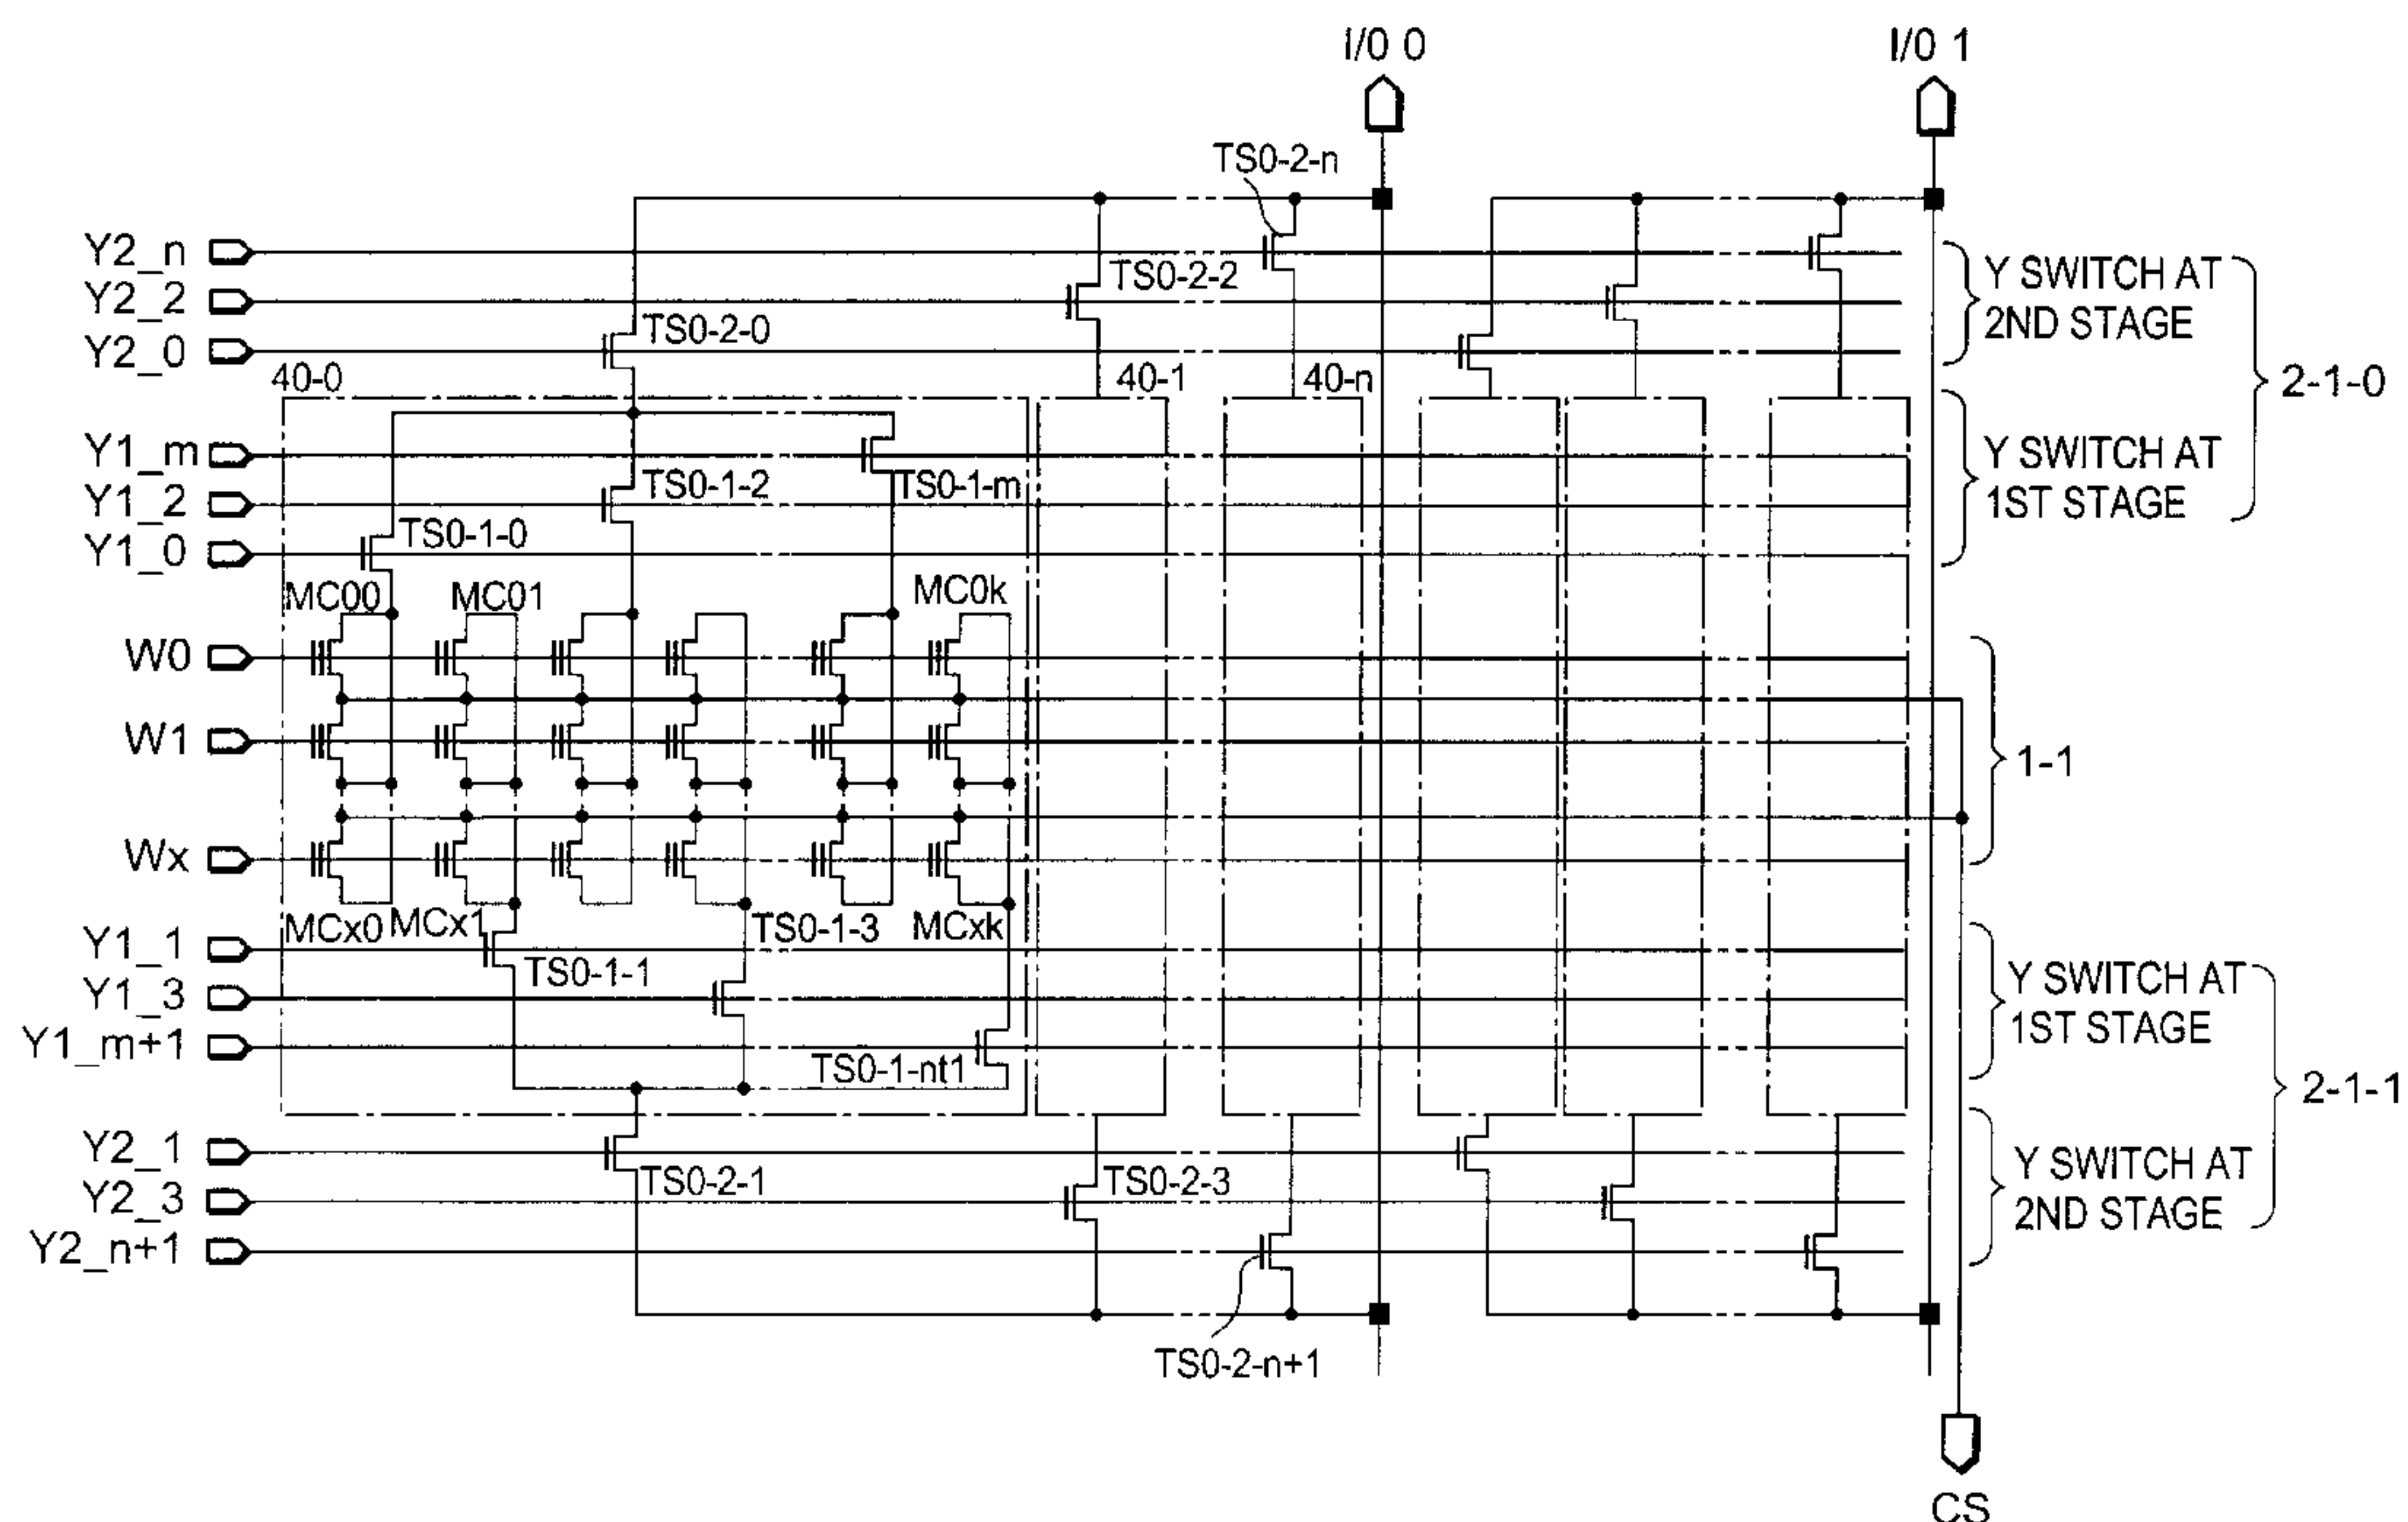 I/0 0
I/0 1
TS0-2-n
Y2_n
TS0-2-2
Y SWITCH AT
2ND STAGE
Y2_2
TS0-2-0
Y2_0
40-0
40-1
40-n
2-1-0
Y1_m
TS0-1-2
TS0-1-m
Y SWITCH AT
1ST STAGE
Y1_2
TS0-1-0
Y1_0
MC00
MC01
MC0k
W0
W1
1-1
Wx
MCx0
MCx1
TS0-1-3
MCxk
Y1_1
TS0-1-1
Y SWITCH AT
1ST STAGE
Y1_3
Y1_m+1
TS0-1-nt1
2-1-1
Y2_1
TS0-2-1
TS0-2-3
Y SWITCH AT
2ND STAGE
Y2_3
Y2_n+1
TS0-2-n+1
CS